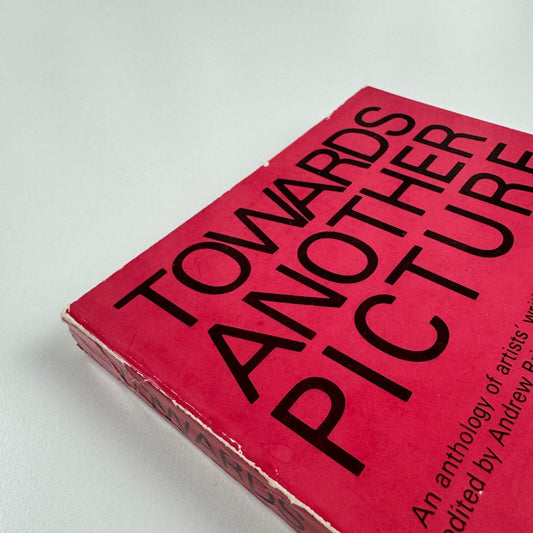 TOWARDS
ANOTHER
PICTURE
An anthology of artists'
edited by Andrew
TOWARDS